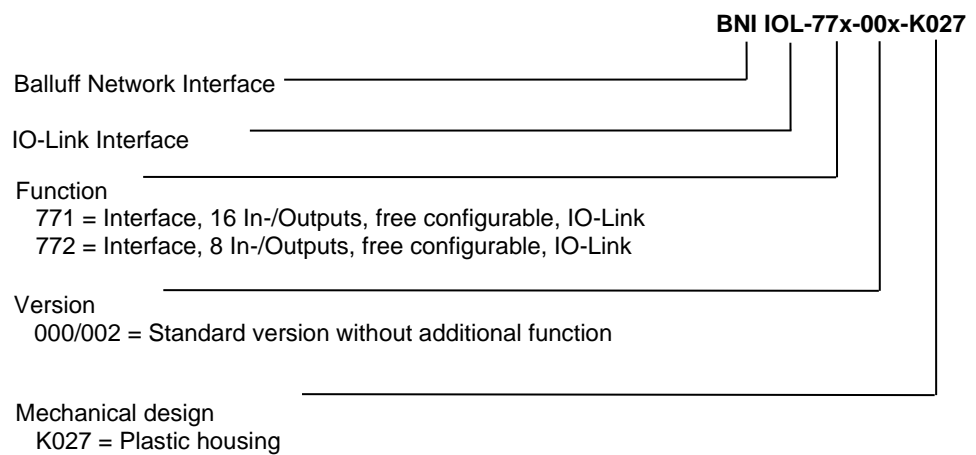 BNI IOL-77x-00x-K027
Balluff Network Interface
IO-Link Interface
Function
771 = Interface, 16 In-/Outputs, free configurable, IO-Link
772 = Interface, 8 In-/Outputs, free configurable, IO-Link
Version
000/002 = Standard version without additional function
Mechanical design
K027 = Plastic housing